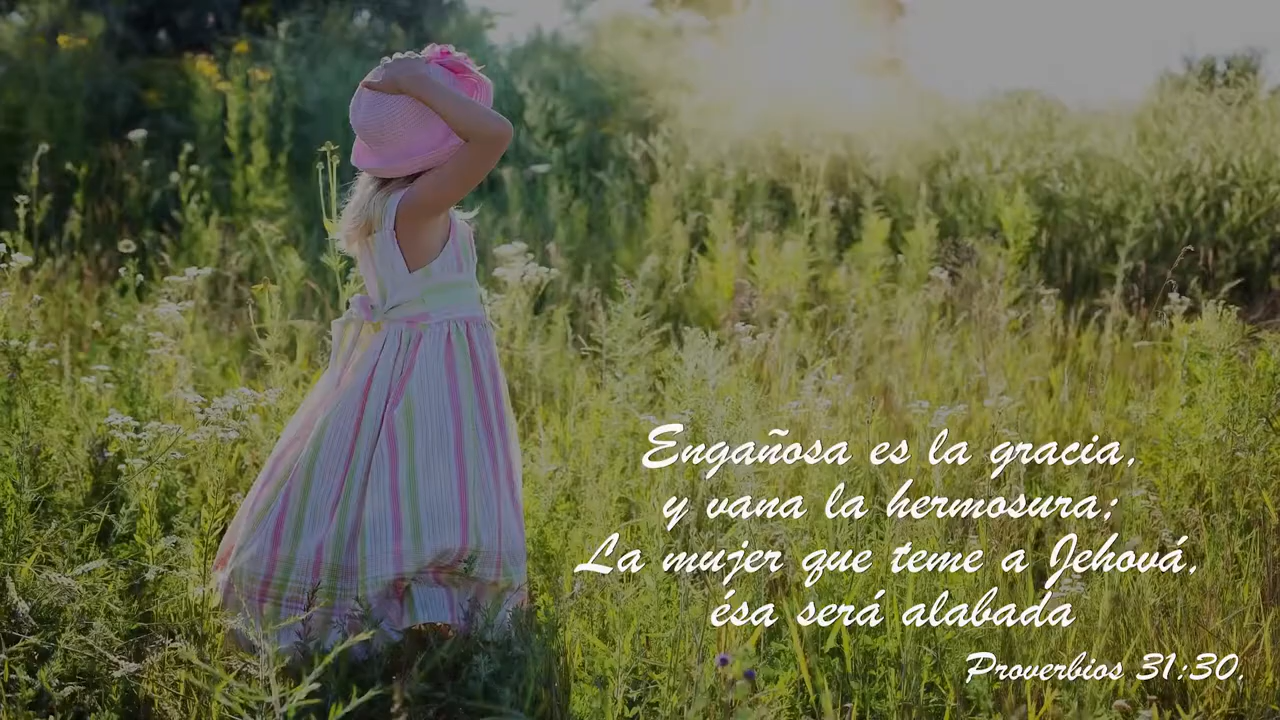 Engañosa es la gracia,
y vana la hermosura;
La mujer que teme a Jehová,
ésa será alabada
Proverbios 31:30.